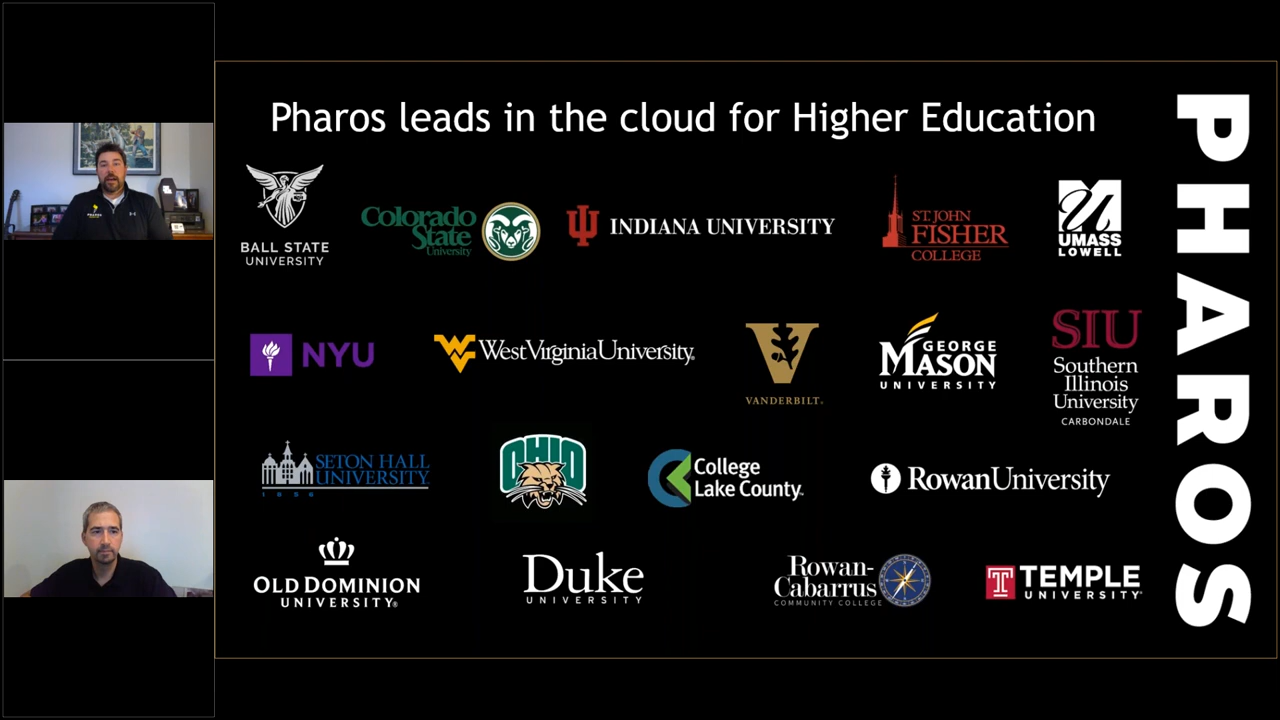 Pharos leads in the cloud for Higher Education
BALL STATE
UNIVERSITY
Colorado
State
University
INDIANA UNIVERSITY
ST. JOHN
FISHER
COLLEGE
UMASS
LOWELL
NYU
WestVirginiaUniversity®
V
VANDERBILT®
GEORGE
MASON
UNIVERSITY
SIU
Southern
Illinois
University
CARBONDALE
SETON HALL
UNIVERSITY
1856
OHIO
College
Lake County™
RowanUniversity
OLD DOMINION
UNIVERSITY®
Duke
UNIVERSITY
Rowan-
Cabarrus
COMMUNITY COLLEGE
T
TEMPLE
UNIVERSITY®
PHAROS